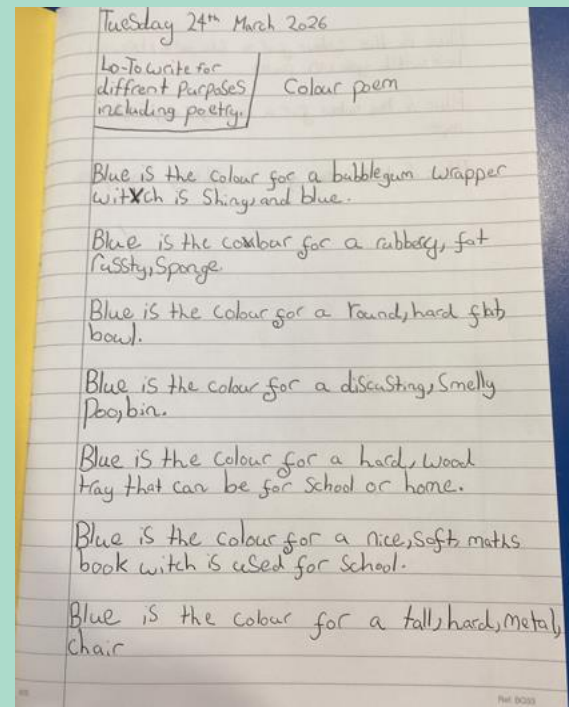 Tuesday 24th March 2026
LO-To write for
diffrent Purposes
including poetry.
Colour poem
Blue is the colour for a bubblegum wrapper
witch is Shiny, and blue.
Blue is the colour for a rubbery, fat
russty, Sponge.
Blue is the colour for a round, hard flat,
bowl.
Blue is the colour for a discusting, Smelly
Poo, bin.
Blue is the colour for a hard, wood
tray that can be for School or home.
Blue is the colour for a nice, soft, maths
book witch is used for School.
Blue is the colour for a tall, hard, metal,
chair